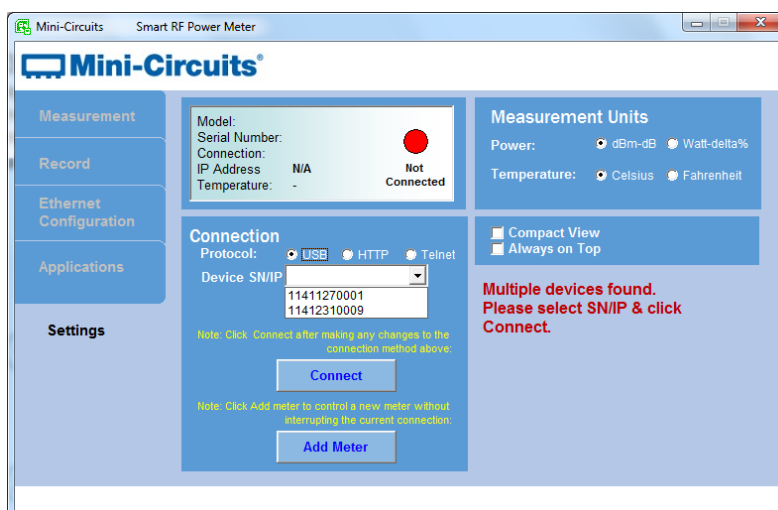 Mini-Circuits Smart RF Power Meter
Mini-Circuits®
Measurement
Record
Ethernet
Configuration
Applications
Settings
Model:
Serial Number:
Connection:
IP Address N/A
Temperature: -
Not
Connected
Measurement Units
Power: dBm-dB Watt-delta%
Temperature: Celsius Fahrenheit
Connection
Protocol: USB HTTP Telnet
Device SN/IP
11411270001
11412310009
Note: Click Connect after making any changes to the
connection method above:
Connect
Note: Click Add meter to control a new meter without
interrupting the current connection:
Add Meter
Compact View
Always on Top
Multiple devices found.
Please select SN/IP & click
Connect.